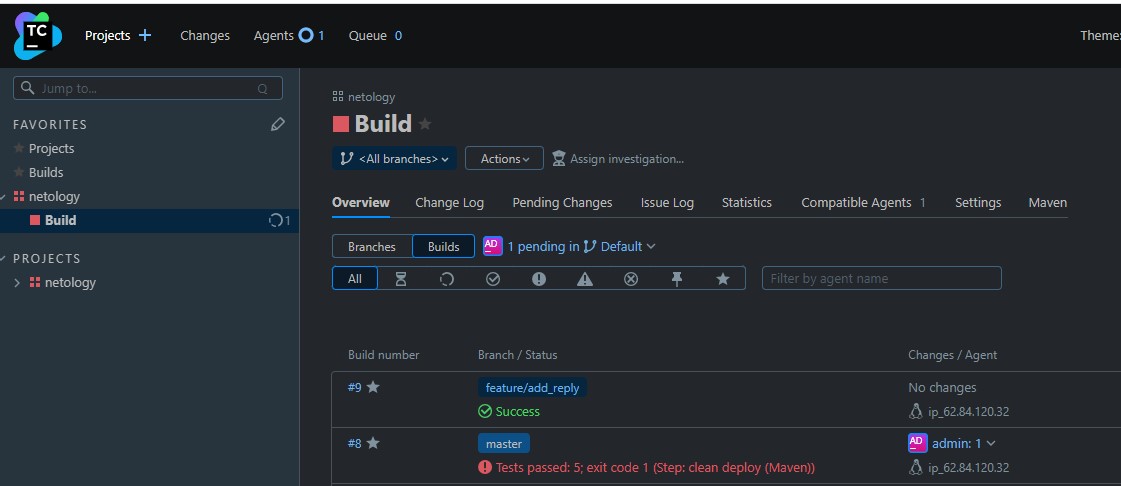 TC
Projects
Changes
Agents 1
Queue 0
Theme:
Jump to...
Q
FAVORITES
Projects
Builds
netology
Build 1
PROJECTS
netology
netology
Build
<All branches>
Actions
Assign investigation...
Overview Change Log Pending Changes Issue Log Statistics Compatible Agents 1 Settings Maven
Branches Builds AD 1 pending in Default
All
Filter by agent name
Build number Branch / Status Changes / Agent
#9 feature/add_reply No changes
Success ip_62.84.120.32
#8 master AD admin: 1
Tests passed: 5; exit code 1 (Step: clean deploy (Maven)) ip_62.84.120.32